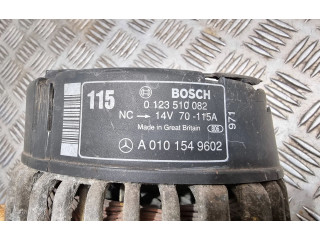 115
BOSCH
0 123 510 082
NC → 14V 70-115A
Made in Great Britain
971
A 010 154 9602